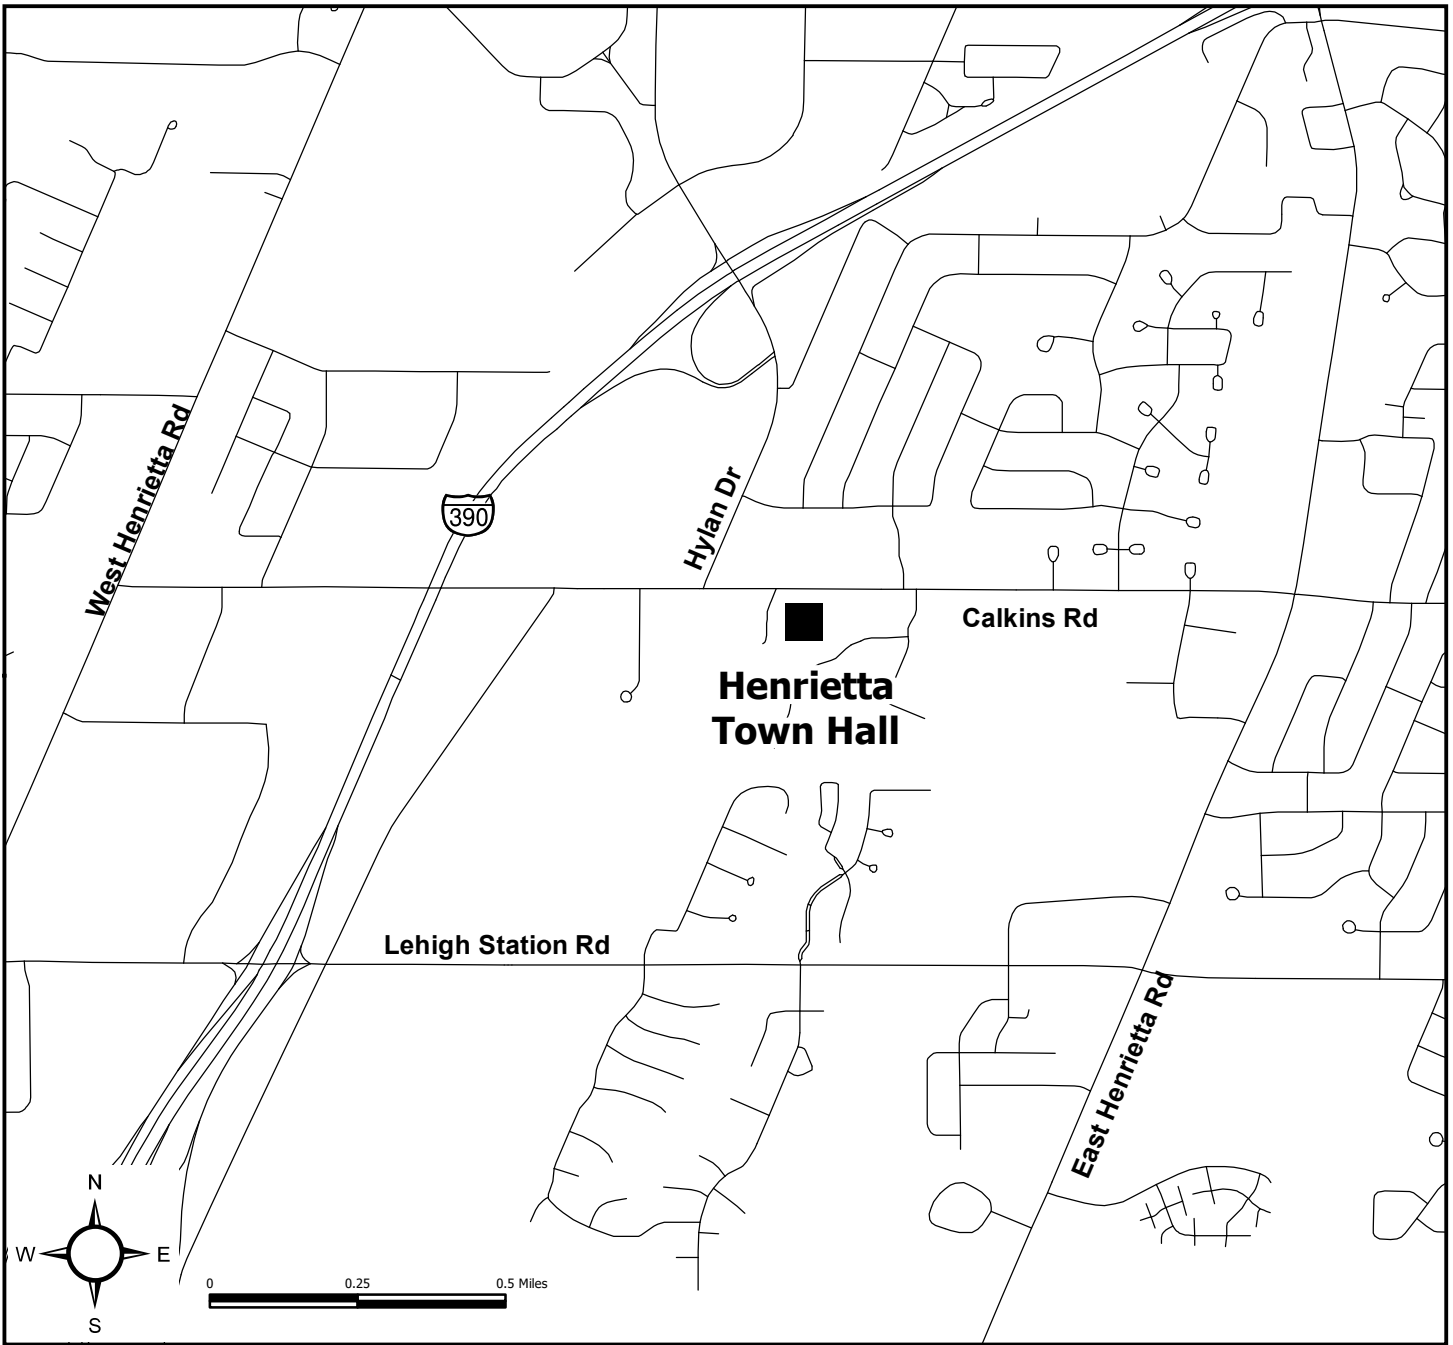 West Henrietta Rd
390
Hylan Dr
Calkins Rd
Henrietta
Town Hall
Lehigh Station Rd
East Henrietta Rd
N
W
E
S
0
0.25
0.5 Miles